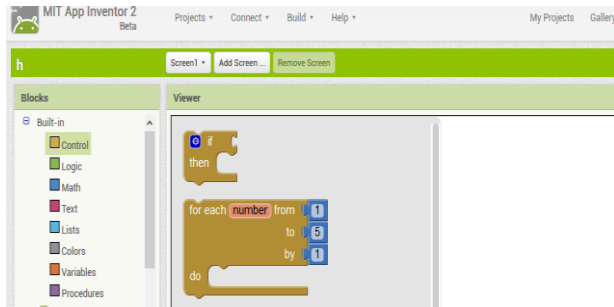 MIT App Inventor 2
Beta
Projects Connect Build Help My Projects Gallery
h
Screen1 Add Screen ... Remove Screen
Blocks
Viewer
Built-in
Control
Logic
Math
Text
Lists
Colors
Variables
Procedures
if
then
for each number from 1
to 5
by 1
do